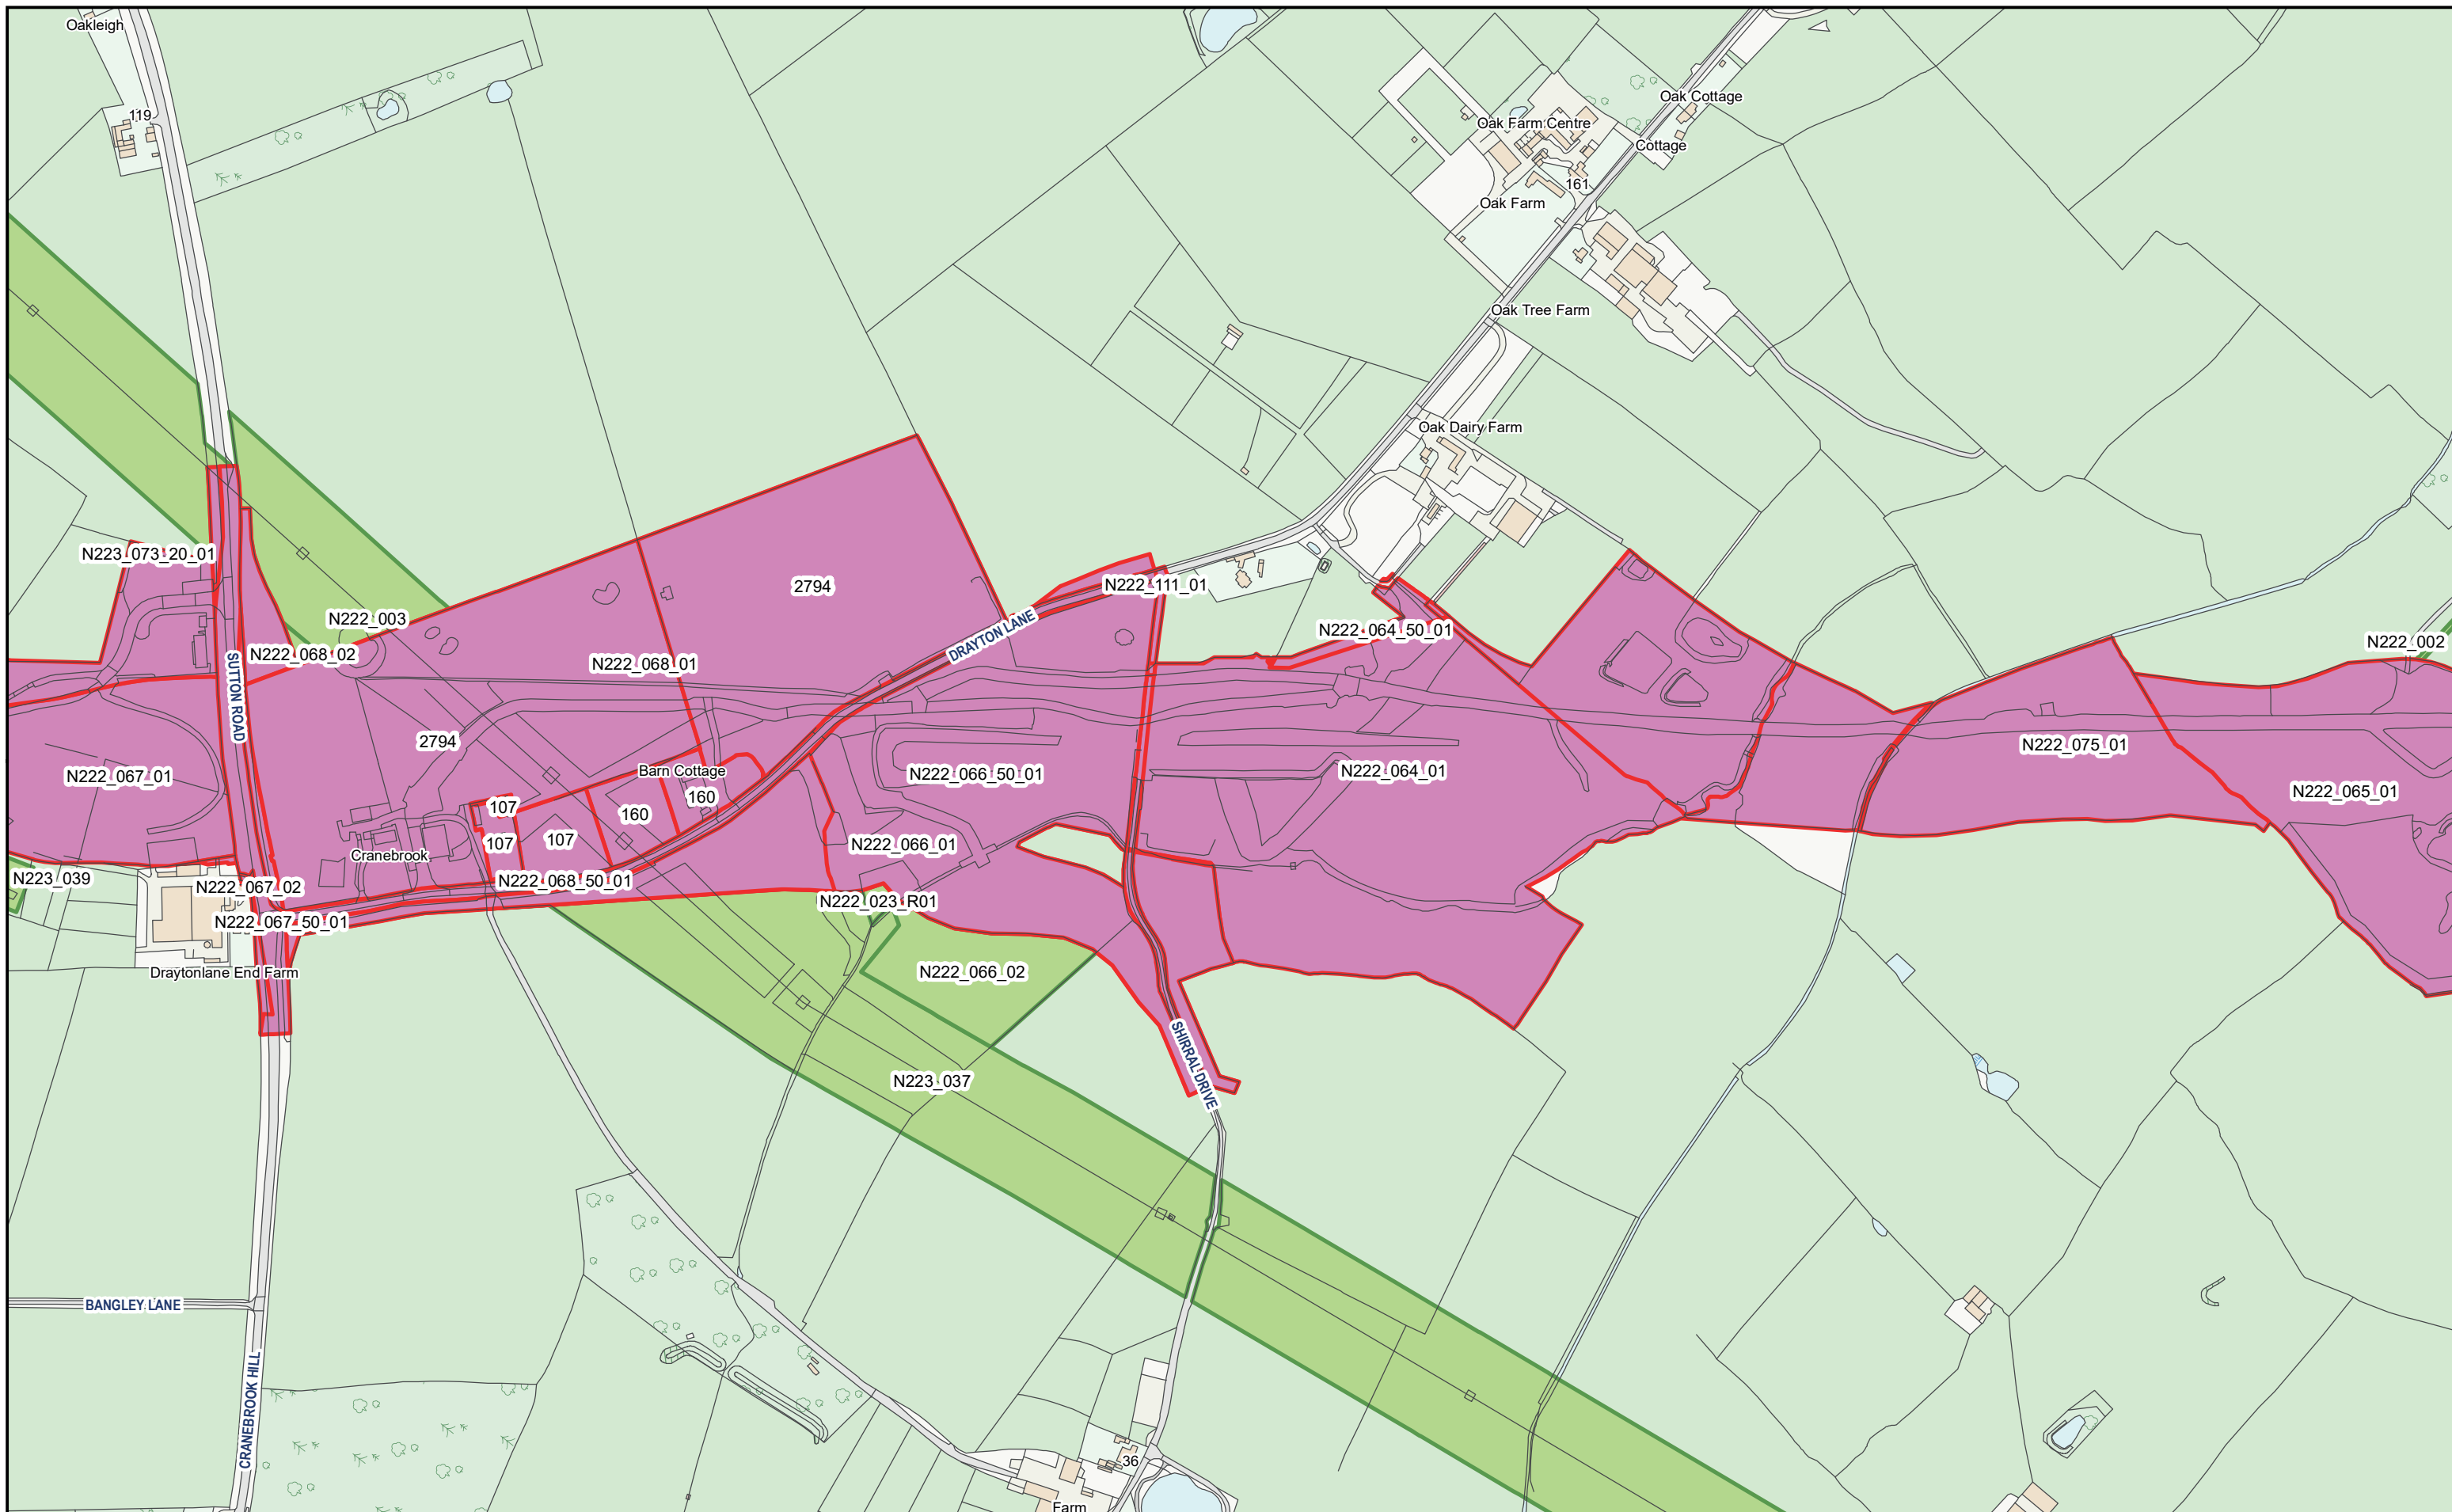 Oakleigh
119
Oak Cottage
Oak Farm Centre
Cottage
161
Oak Farm
Oak Tree Farm
Oak Dairy Farm
N223_073_20_01
N222_111_01
2794
N222_003
N222_064_50_01
DRAYTON LANE
N222_002
N222_068_02
N222_068_01
SUTTON ROAD
2794
N222_075_01
N222_067_01
Barn Cottage
N222_066_50_01
N222_064_01
N222_065_01
160
107
160
107
107
N222_066_01
Cranebrook
N223_039
N222_068_50_01
N222_067_02
N222_023_R01
N222_067_50_01
Draytonlane End Farm
N222_066_02
SHIRRAL DRIVE
N223_037
BANGLEY LANE
CRANEBROOK HILL
36
Farm